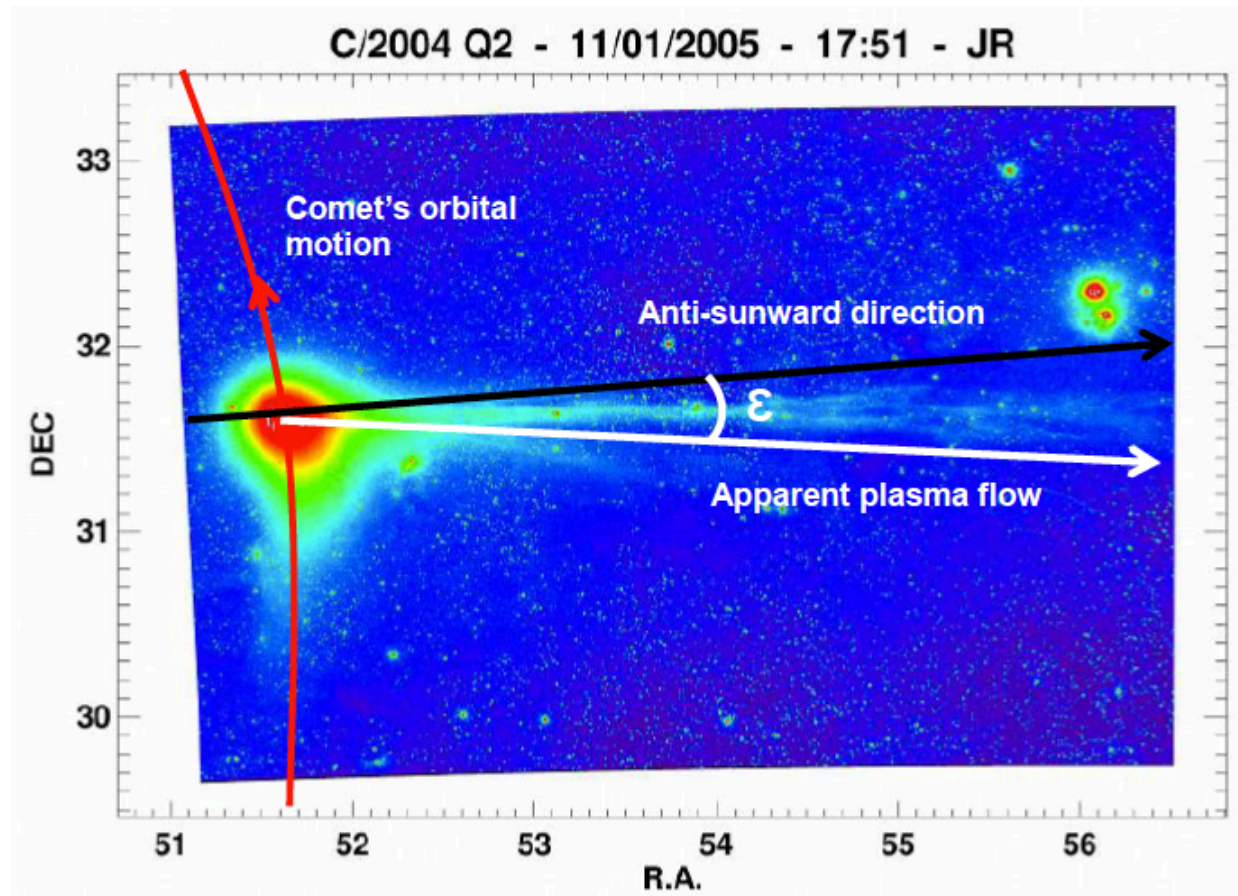 C/2004 Q2 - 11/01/2005 - 17:51 - JR
Comet's orbital
motion
Anti-sunward direction
ε
Apparent plasma flow
DEC
33
32
31
30
51
52
53
54
55
56
R.A.